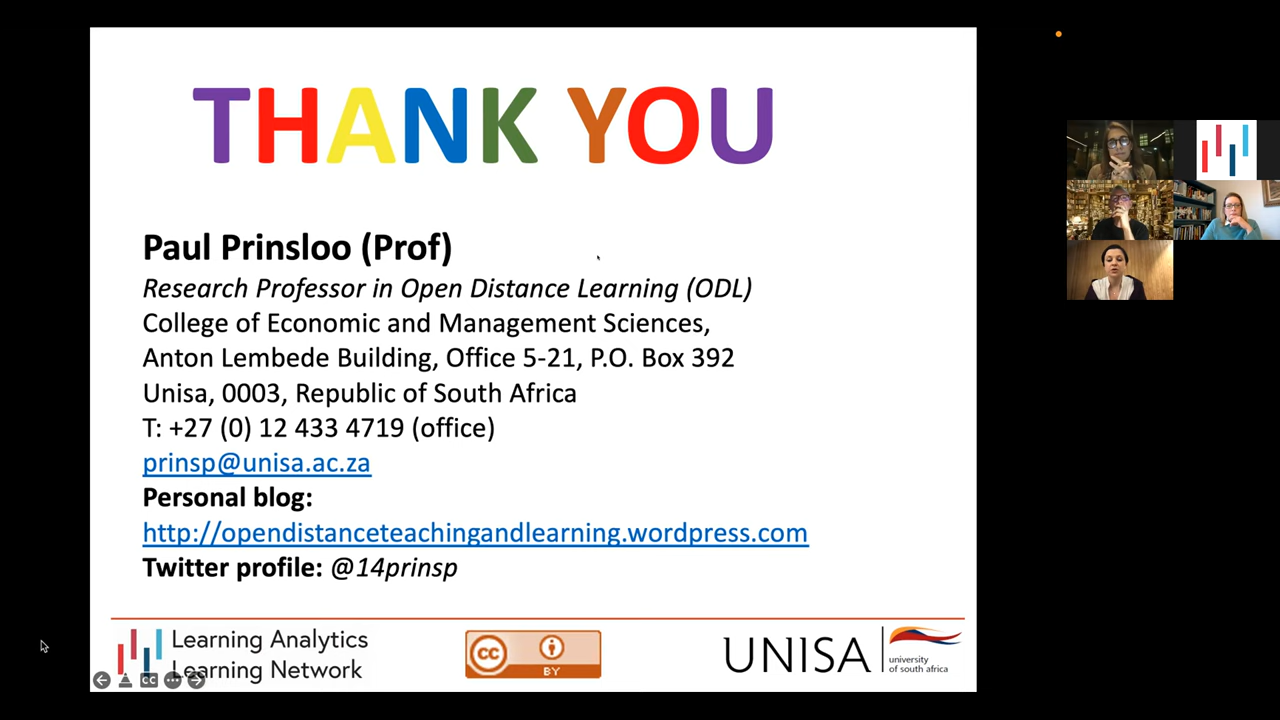 THANK YOU
Paul Prinsloo (Prof)
Research Professor in Open Distance Learning (ODL)
College of Economic and Management Sciences,
Anton Lembede Building, Office 5-21, P.O. Box 392
Unisa, 0003, Republic of South Africa
T: +27 (0) 12 433 4719 (office)
prinsp@unisa.ac.za
Personal blog:
http://opendistanceteachingandlearning.wordpress.com
Twitter profile: @14prinsp
Learning Analytics
Learning Network
CC
cc
BY
UNISA
university
of south africa